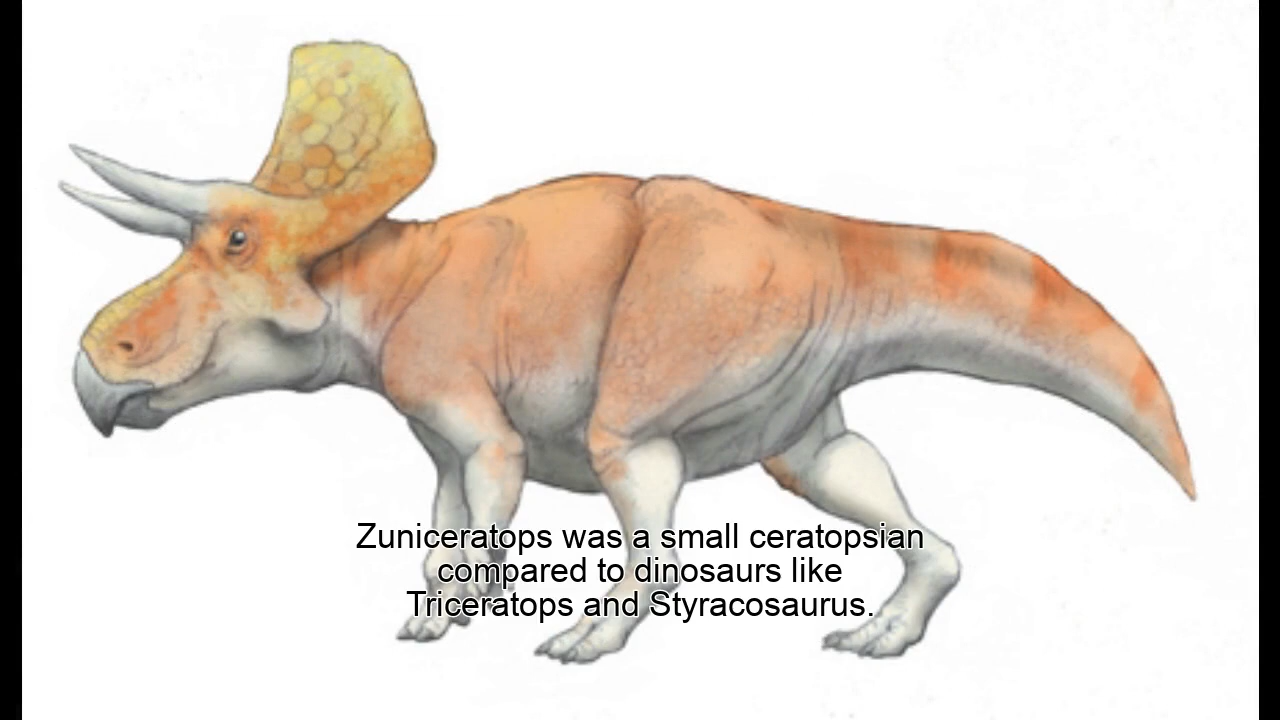 Zuniceratops was a small ceratopsian
compared to dinosaurs like
Triceratops and Styracosaurus.